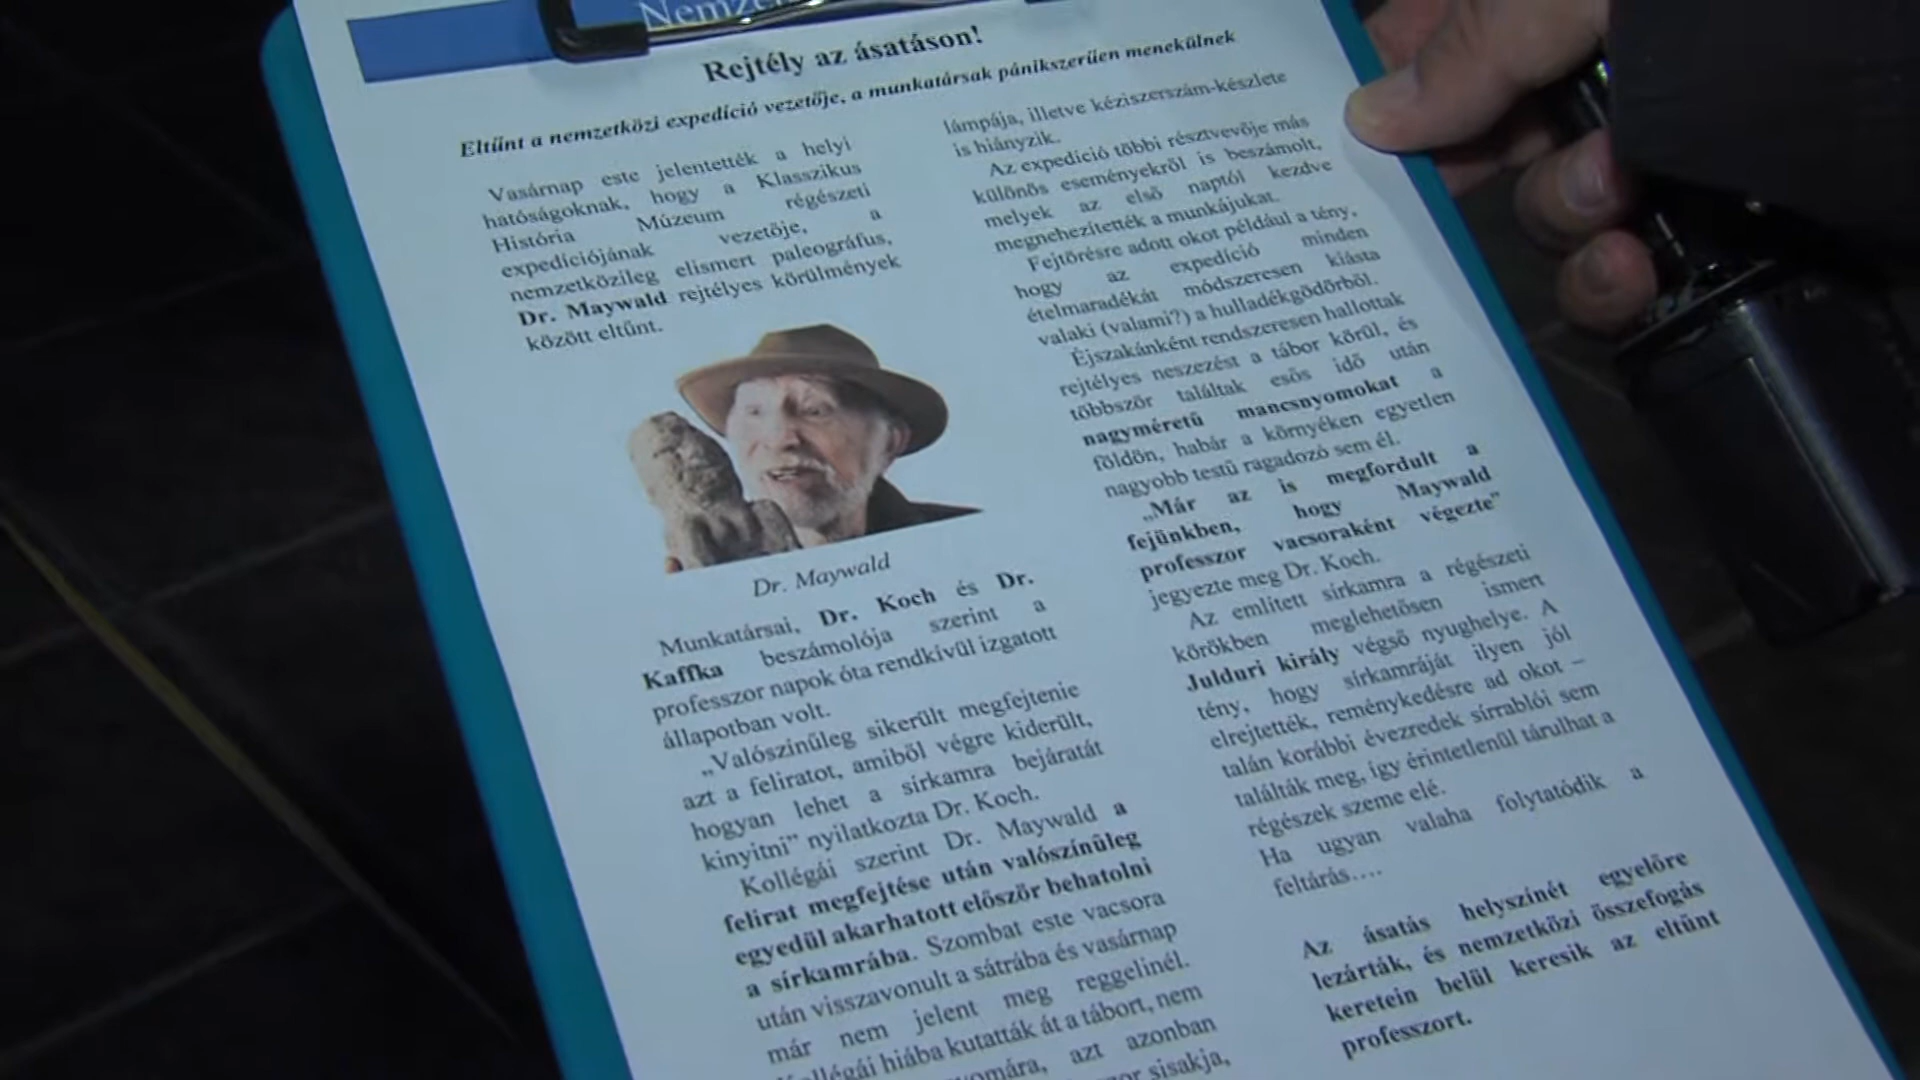 Rejtély az ásatáson!
Eltűnt a nemzetközi expedíció vezetője, a munkatársak pánikszerűen menekülnek
Vasárnap este jelentették a helyi
hatóságoknak, hogy a Klasszikus
História Múzeum régészeti
expedíciójának vezetője, a
nemzetközileg elismert paleográfus,
Dr. Maywald rejtélyes körülmények
között eltűnt.
Dr. Maywald
Munkatársai, Dr. Koch és Dr.
Kaffka beszámolója szerint a
professzor napok óta rendkívül izgatott
állapotban volt.
„Valószínűleg sikerült megfejtenie
azt a feliratot, amiből végre kiderült,
hogyan lehet a sírkamra bejáratát
kinyitni” nyilatkozta Dr. Koch.
Kollégái szerint Dr. Maywald a
felirat megfejtése után valószínűleg
egyedül akarhatott először behatolni
a sírkamrába. Szombat este vacsora
után visszavonult a sátrába és vasárnap
már nem jelent meg reggelinél.
Kollégái hiába kutatták át a tábort, nem
azt azonban
sisakja,
lámpája, illetve kéziszerszám-készlete
is hiányzik.
Az expedíció többi résztvevője más
különös eseményekről is beszámolt,
melyek az első naptól kezdve
megnehezítették a munkájukat.
Fejtörésre adott okot például a tény,
hogy az expedíció minden
ételmaradékát módszeresen kiásta
valaki (valami?) a hulladékgödörből.
Éjszakánként rendszeresen hallottak
rejtélyes neszezést a tábor körül, és
többször találtak esős idő után
nagyméretű mancsnyomokat a
földön, habár a környéken egyetlen
nagyobb testű ragadozó sem él.
„Már az is megfordult a
fejünkben, hogy Maywald
professzor vacsoraként végezte”
jegyezte meg Dr. Koch.
Az említett sírkamra a régészeti
körökben meglehetősen ismert
Julduri király végső nyughelye. A
tény, hogy sírkamráját ilyen jól
elrejtették, reménykedésre ad okot –
talán korábbi évezredek sírrablói sem
találták meg, így érintetlenül tárulhat a
régészek szeme elé.
Ha ugyan valaha folytatódik a
feltárás….
Az ásatás helyszínét egyelőre
lezárták, és nemzetközi összefogás
keretein belül keresik az eltűnt
professzort.